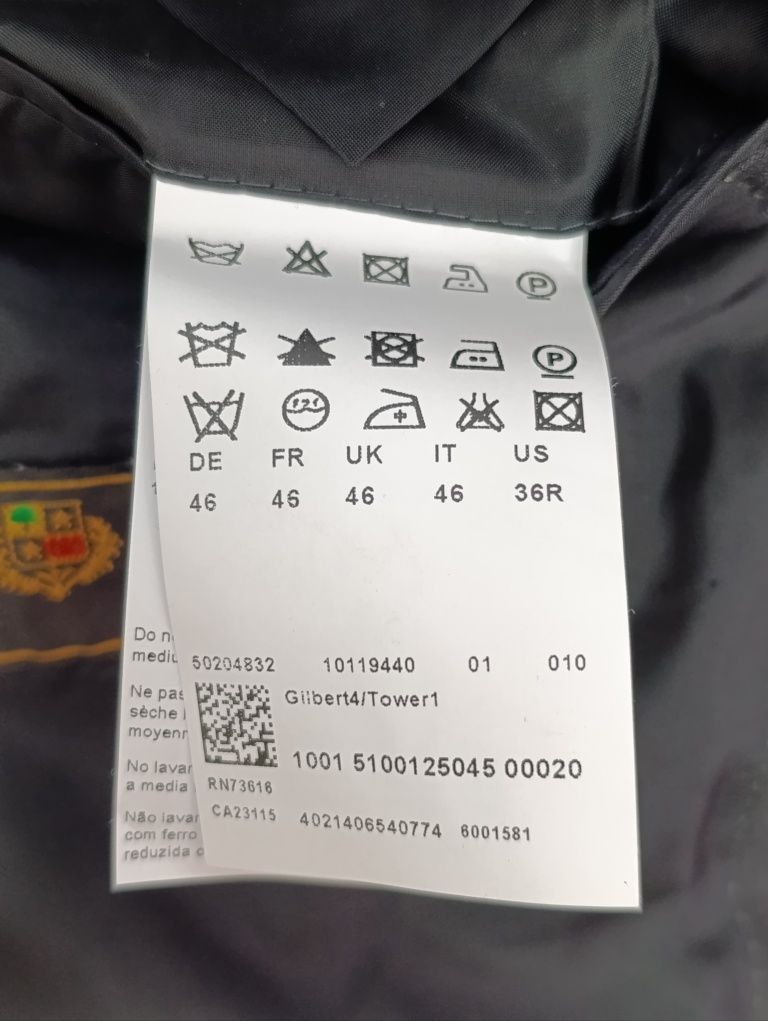 P
P
DE FR UK IT US
46 46 46 46 36R
50204832 10119440 01 010
Gilbert4/Tower1
1001 5100125045 00020
RN73616
CA23115 4021406540774 6001581
Do n
mediu
Ne pas
sèche
moyenn
No lavar
a media
Não lavar
com ferro
reduzida